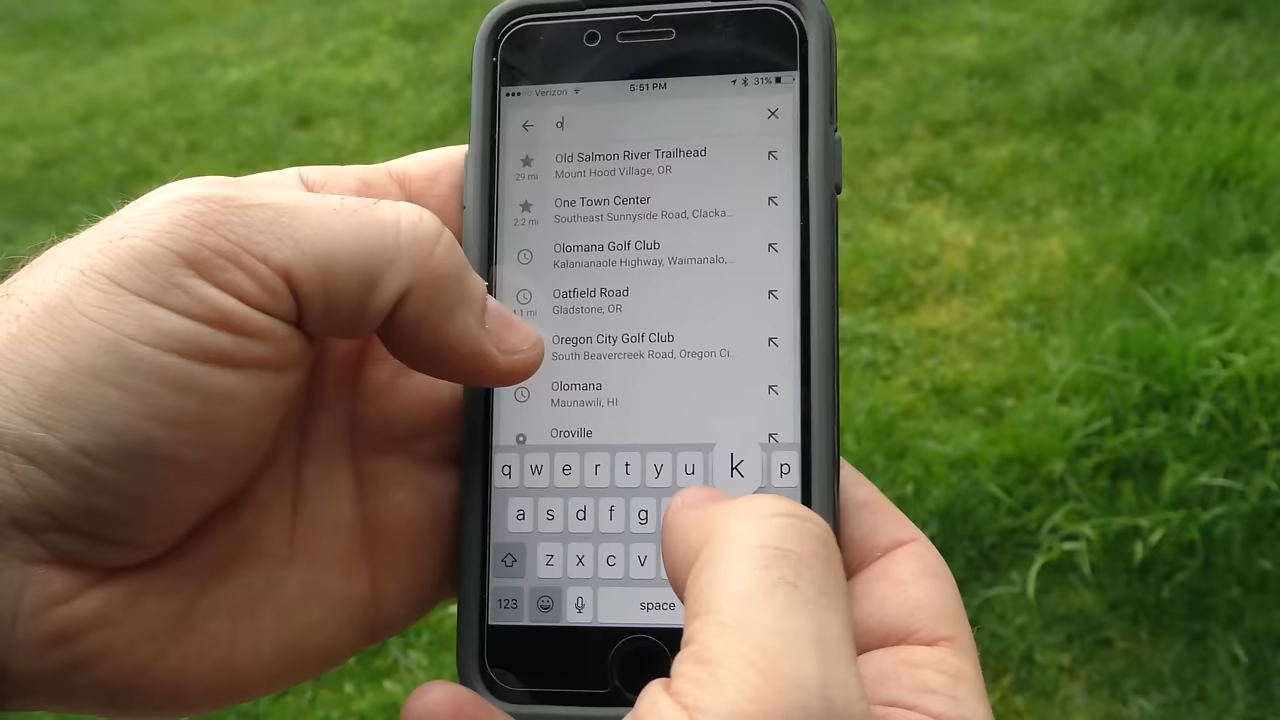 Verizon 5:51 PM 31%
o
Old Salmon River Trailhead
Mount Hood Village, OR
29 mi
One Town Center
Southeast Sunnyside Road, Clacka...
2.2 mi
Olomana Golf Club
Kalanianaole Highway, Waimanalo,...
Oatfield Road
Gladstone, OR
mi
Oregon City Golf Club
South Beavercreek Road, Oregon Ci...
Olomana
Maunawili, HI
Oroville
q w e r t y u k p
a s d f g
z x c v
123 space